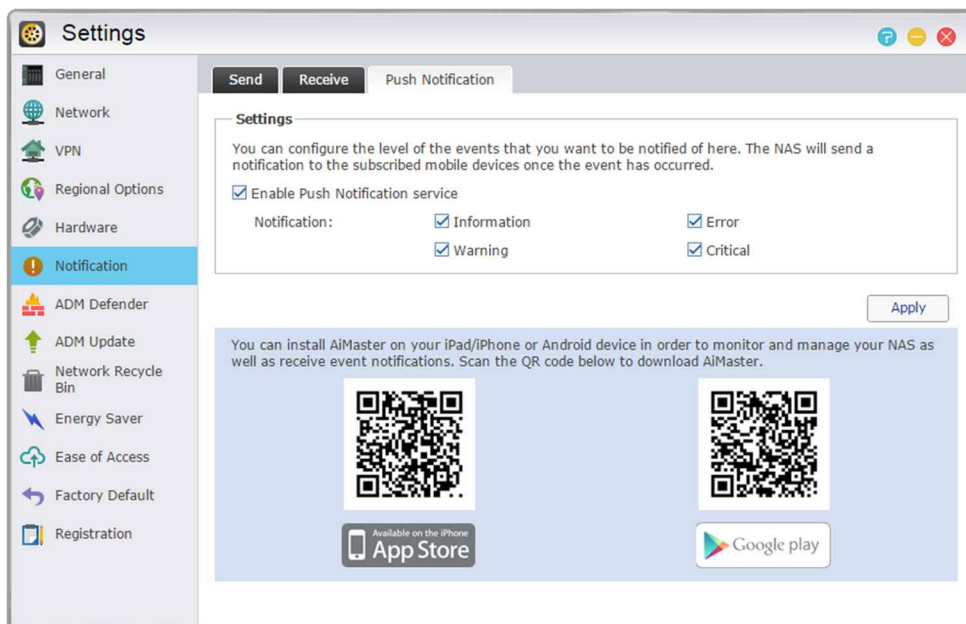 Settings
General
Network
VPN
Regional Options
Hardware
Notification
ADM Defender
ADM Update
Network Recycle
Bin
Energy Saver
Ease of Access
Factory Default
Registration
Send
Receive
Push Notification
Settings
You can configure the level of the events that you want to be notified of here. The NAS will send a
notification to the subscribed mobile devices once the event has occurred.
Enable Push Notification service
Notification:
Information
Error
Warning
Critical
Apply
You can install AiMaster on your iPad/iPhone or Android device in order to monitor and manage your NAS as
well as receive event notifications. Scan the QR code below to download AiMaster.
Available on the iPhone
App Store
Google play